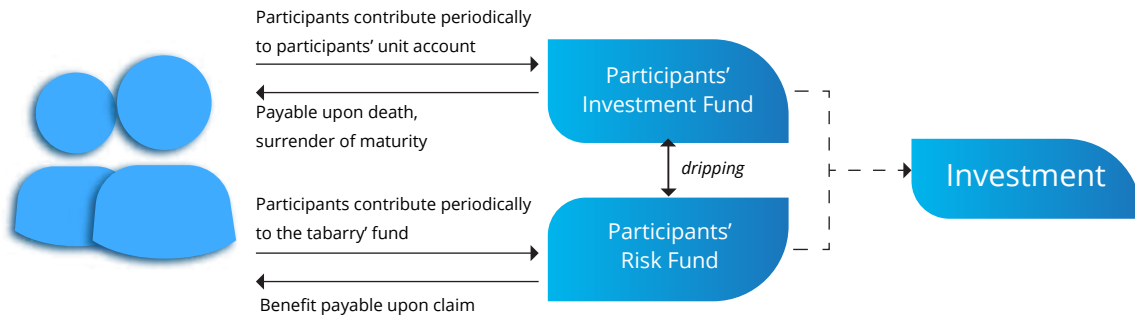 Participants contribute periodically
to participants’ unit account
Payable upon death,
surrender of maturity
Participants’
Investment Fund
dripping
Investment
Participants contribute periodically
to the tabarry’ fund
Benefit payable upon claim
Participants’
Risk Fund